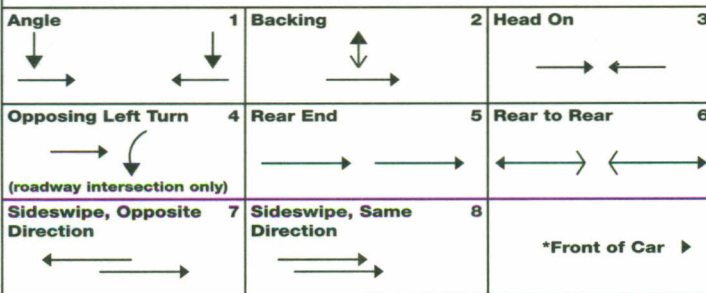 Angle 1
Backing 2
Head On 3
Opposing Left Turn 4
(roadway intersection only)
Rear End 5
Rear to Rear 6
Sideswipe, Opposite 7
Direction
Sideswipe, Same 8
Direction
*Front of Car